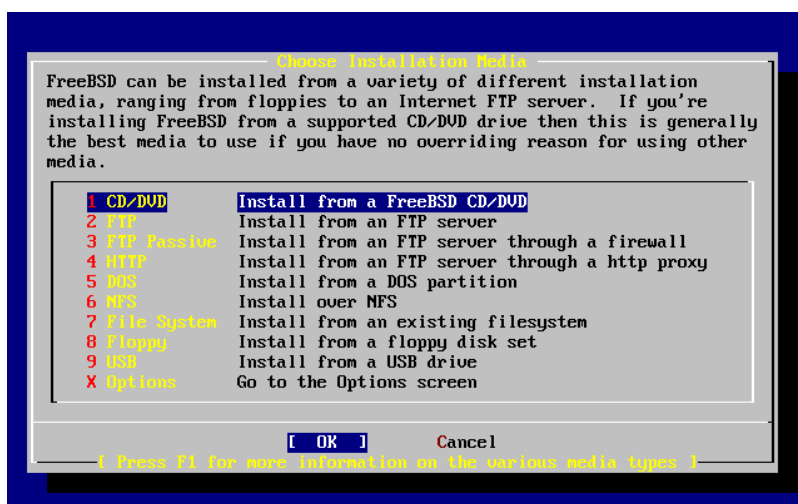 Choose Installation Media
FreeBSD can be installed from a variety of different installation
media, ranging from floppies to an Internet FTP server.  If you're
installing FreeBSD from a supported CD/DVD drive then this is generally
the best media to use if you have no overriding reason for using other
media.
1 CD/DVD Install from a FreeBSD CD/DVD
2 FTP Install from an FTP server
3 FTP Passive Install from an FTP server through a firewall
4 HTTP Install from an FTP server through a http proxy
5 DOS Install from a DOS partition
6 NFS Install over NFS
7 File System Install from an existing filesystem
8 Floppy Install from a floppy disk set
9 USB Install from a USB drive
X Options Go to the Options screen
[ OK ] Cancel
[ Press F1 for more information on the various media types ]